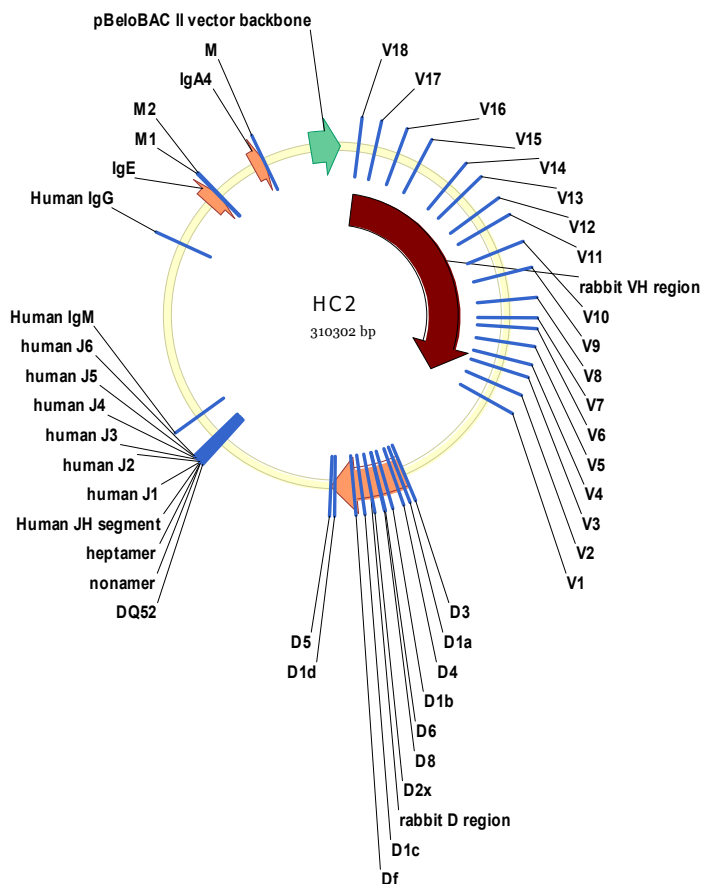 pBeloBAC II vector backbone
M
IgA4
M2
M1
IgE
Human IgG
V18
V17
V16
V15
V14
V13
V12
V11
rabbit VH region
V10
V9
V8
V7
V6
V5
V4
V3
V2
V1
HC2
310302 bp
Human IgM
human J6
human J5
human J4
human J3
human J2
human J1
Human JH segment
heptamer
nonamer
DQ52
D5
D1d
D3
D1a
D4
D1b
D6
D8
D2x
rabbit D region
D1c
Df